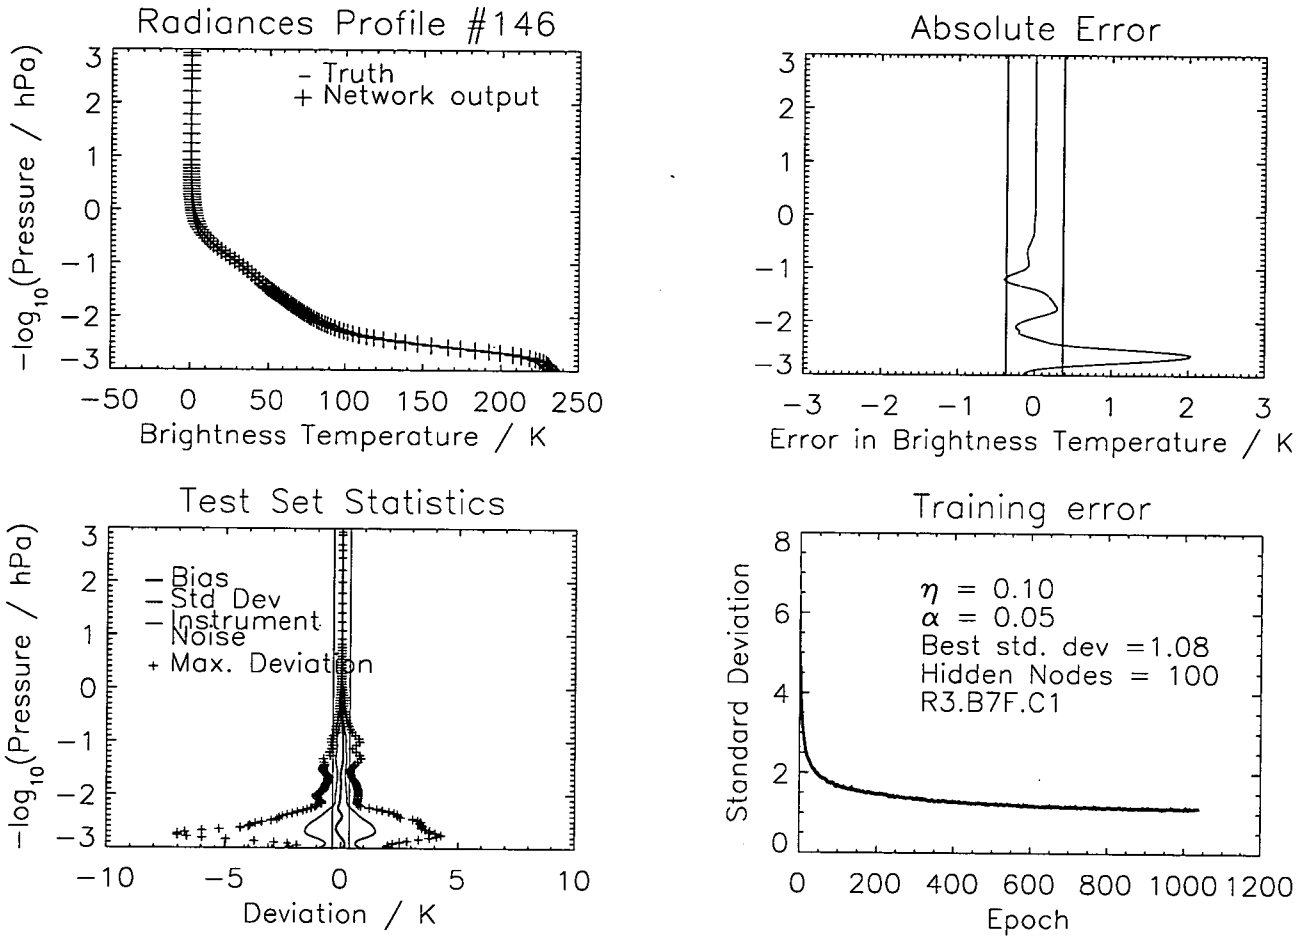 Radiances Profile #146
3
2
1
0
−1
−2
−3
−log10(Pressure / hPa)
− Truth
+ Network output
−50 0 50 100 150 200 250
Brightness Temperature / K
Absolute Error
3
2
1
0
−1
−2
−3
−3 −2 −1 0 1 2 3
Error in Brightness Temperature / K
Test Set Statistics
3
2
1
0
−1
−2
−3
−log10(Pressure / hPa)
− Bias
− Std Dev
− Instrument
Noise
+ Max. Deviation
−10 −5 0 5 10
Deviation / K
Training error
8
6
4
2
0
Standard Deviation
η = 0.10
α = 0.05
Best std. dev =1.08
Hidden Nodes = 100
R3.B7F.C1
0 200 400 600 800 1000 1200
Epoch